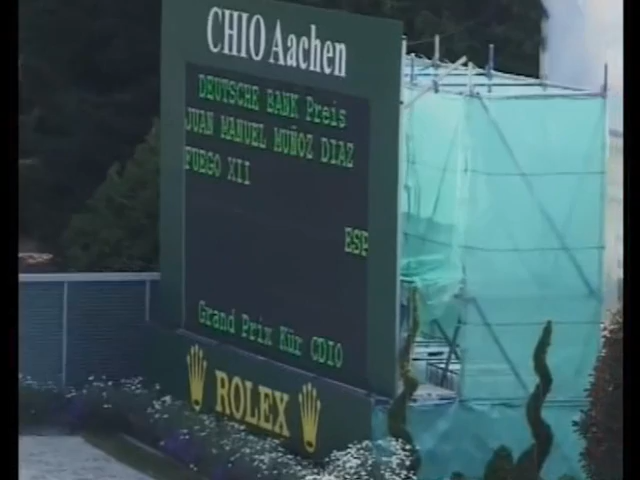 CHIO Aachen
DEUTSCHE BANK Preis
JUAN MANUEL MUÑOZ DIAZ
FUEGO XII
ESP
Grand Prix Kür CDIO
ROLEX